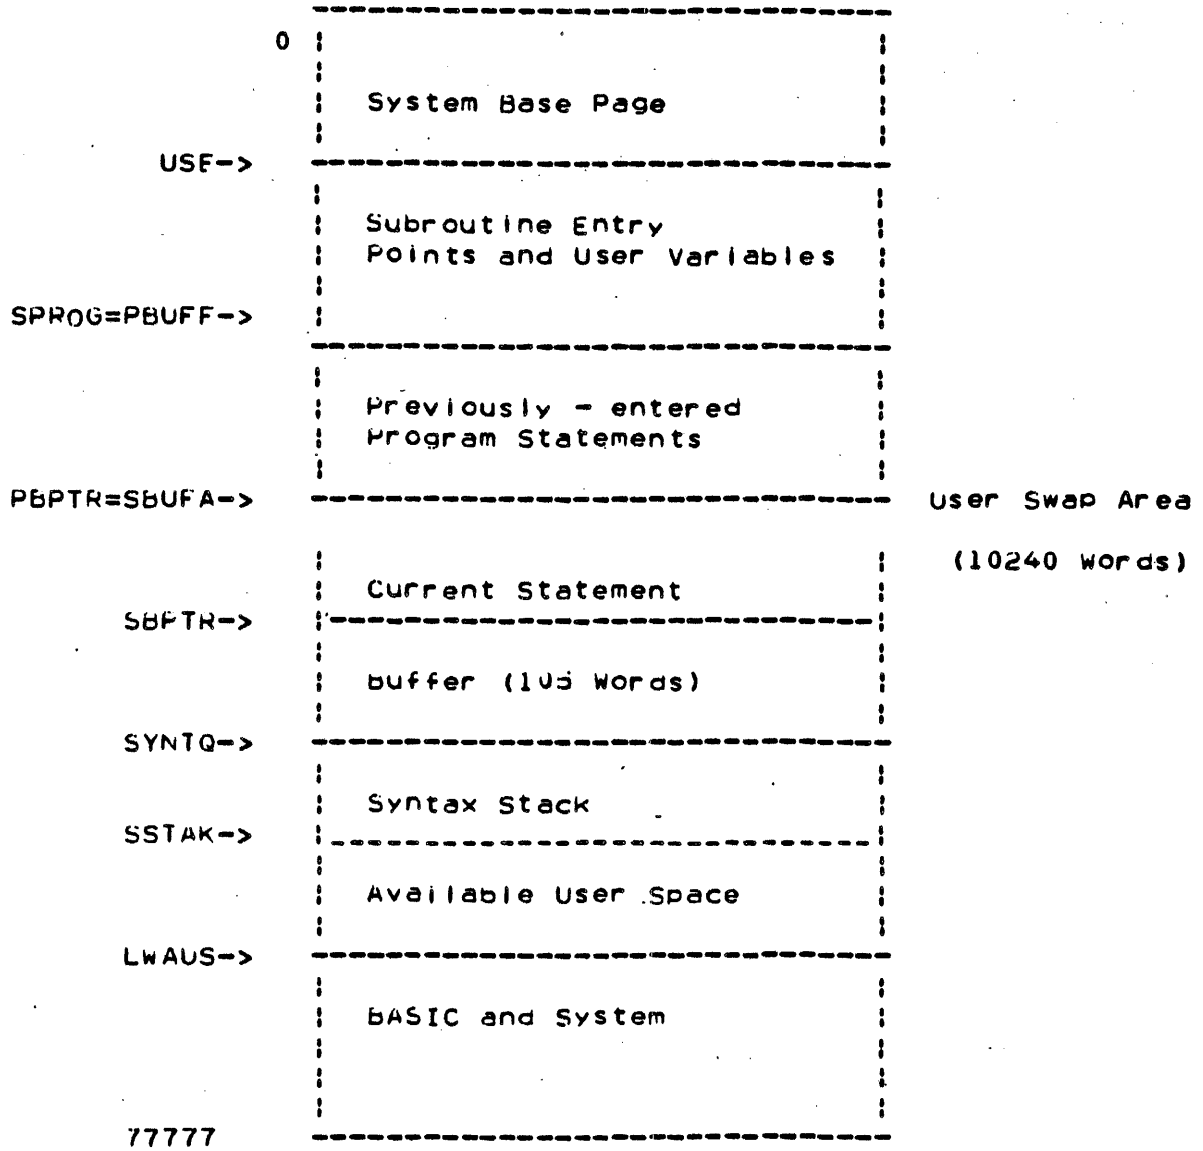 0
System Base Page
USE->
Subroutine Entry
Points and User Variables
SPROG=PBUFF->
Previously - entered
Program Statements
PBPTR=SBUFA-> User Swap Area
(10240 Words)
Current Statement
SBPTR->
Buffer (105 Words)
SYNTQ->
Syntax Stack
SSTAK->
Available User Space
LWAUS->
BASIC and System
77777